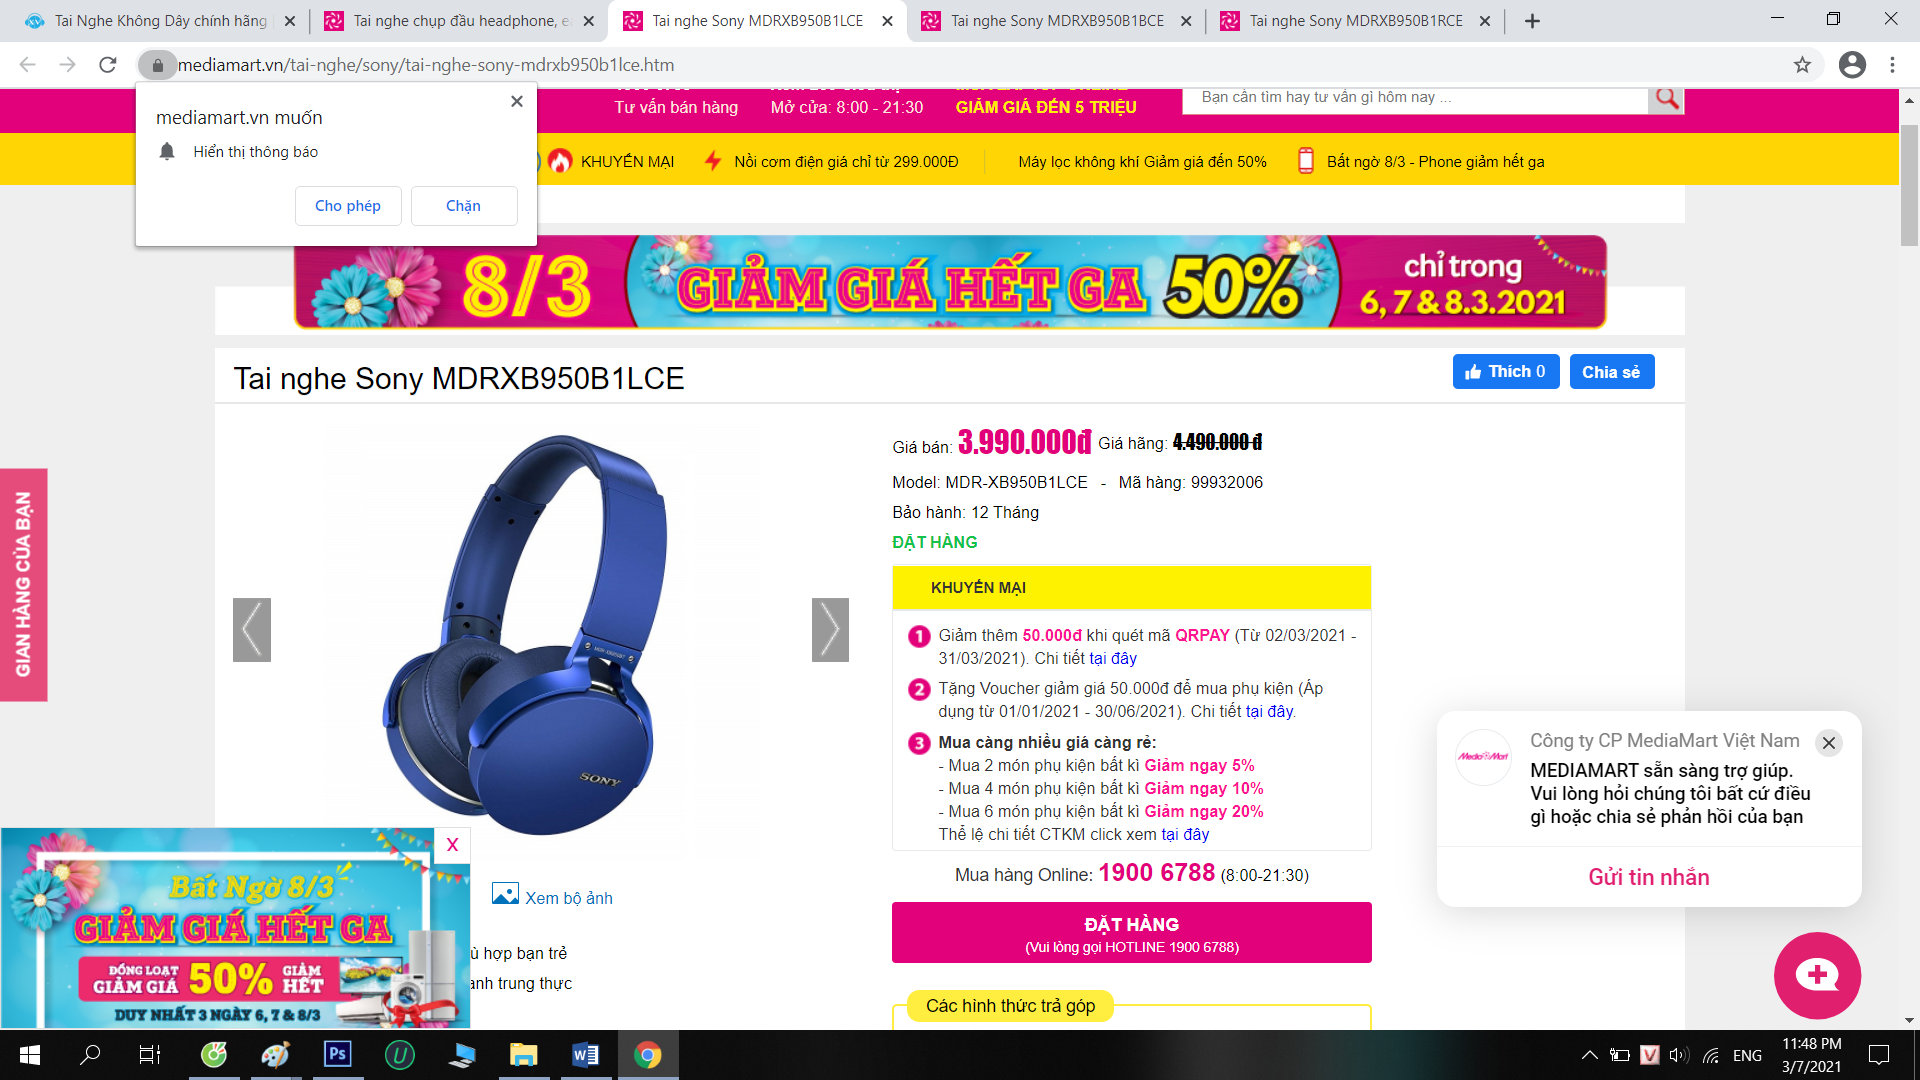 Tai Nghe Không Dây chính hãng
Tai nghe chụp đầu headphone, e
Tai nghe Sony MDRXB950B1LCE
Tai nghe Sony MDRXB950B1BCE
Tai nghe Sony MDRXB950B1RCE
mediamart.vn/tai-nghe/sony/tai-nghe-sony-mdrxb950b1lce.htm
mediamart.vn muốn
Hiển thị thông báo
Cho phép
Chặn
Tư vấn bán hàng
Mở cửa: 8:00 - 21:30
GIẢM GIÁ ĐẾN 5 TRIỆU
Bạn cần tìm hay tư vấn gì hôm nay ...
KHUYẾN MẠI
Nồi cơm điện giá chỉ từ 299.000Đ
Máy lọc không khí Giảm giá đến 50%
Bất ngờ 8/3 - Phone giảm hết ga
8/3
GIẢM GIÁ HẾT GA
50%
chỉ trong
6, 7 & 8.3.2021
Tai nghe Sony MDRXB950B1LCE
Thích 0
Chia sẻ
Giá bán: 3.990.000đ Giá hãng: 4.490.000 đ
Model: MDR-XB950B1LCE - Mã hàng: 99932006
Bảo hành: 12 Tháng
ĐẶT HÀNG
KHUYẾN MẠI
1 Giảm thêm 50.000đ khi quét mã QRPAY (Từ 02/03/2021 -
31/03/2021). Chi tiết tại đây
2 Tặng Voucher giảm giá 50.000đ để mua phụ kiện (Áp
dụng từ 01/01/2021 - 30/06/2021). Chi tiết tại đây.
3 Mua càng nhiều giá càng rẻ:
- Mua 2 món phụ kiện bất kì Giảm ngay 5%
- Mua 4 món phụ kiện bất kì Giảm ngay 10%
- Mua 6 món phụ kiện bất kì Giảm ngay 20%
Thể lệ chi tiết CTKM click xem tại đây
Mua hàng Online: 1900 6788 (8:00-21:30)
ĐẶT HÀNG
(Vui lòng gọi HOTLINE 1900 6788)
Các hình thức trả góp
SONY
GIAN HÀNG CỦA BẠN
Xem bộ ảnh
ù hợp bạn trẻ
anh trung thực
X
Bất Ngờ 8/3
GIẢM GIÁ HẾT GA
ĐỒNG LOẠT
GIẢM GIÁ
50%
GIẢM
HẾT
DUY NHẤT 3 NGÀY 6, 7 & 8/3
MediaMart
Công ty CP MediaMart Việt Nam
MEDIAMART sẵn sàng trợ giúp.
Vui lòng hỏi chúng tôi bất cứ điều
gì hoặc chia sẻ phản hồi của bạn
Gửi tin nhắn
Ps
U
W
V
ENG
11:48 PM
3/7/2021